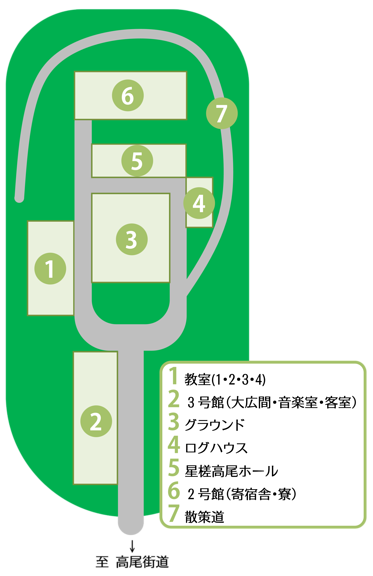 6
7
5
4
3
1
2
1 教室(1・2・3・4)
2 3号館(大広間・音楽室・客室)
3 グラウンド
4 ログハウス
5 星槎高尾ホール
6 2号館(寄宿舎・寮)
7 散策道
↓
至 高尾街道